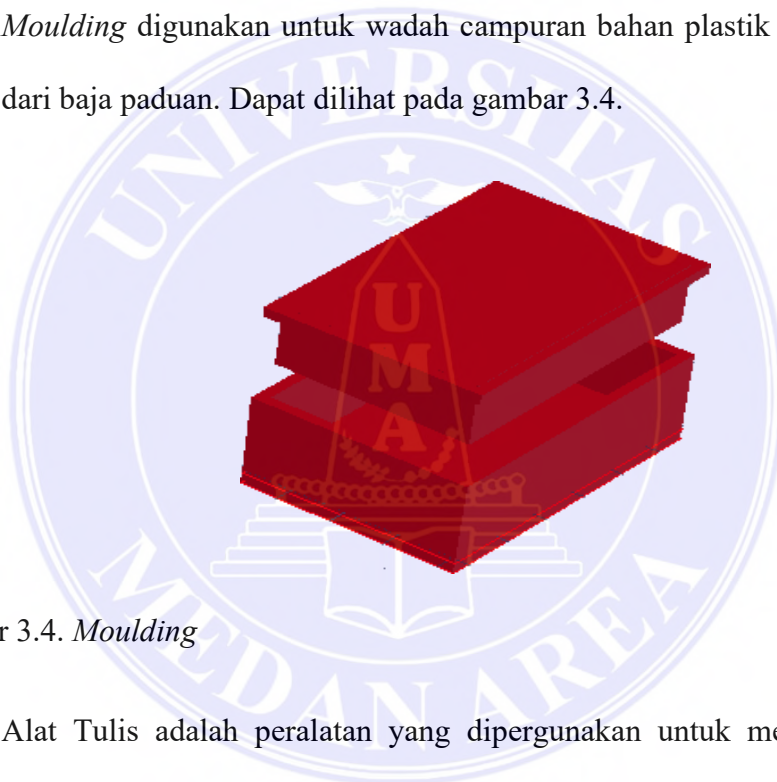 Moulding digunakan untuk wadah campuran bahan plastik
dari baja paduan. Dapat dilihat pada gambar 3.4.
UNIVERSITAS
UMA
r 3.4. Moulding
MEDAN AREA
Alat Tulis adalah peralatan yang dipergunakan untuk me